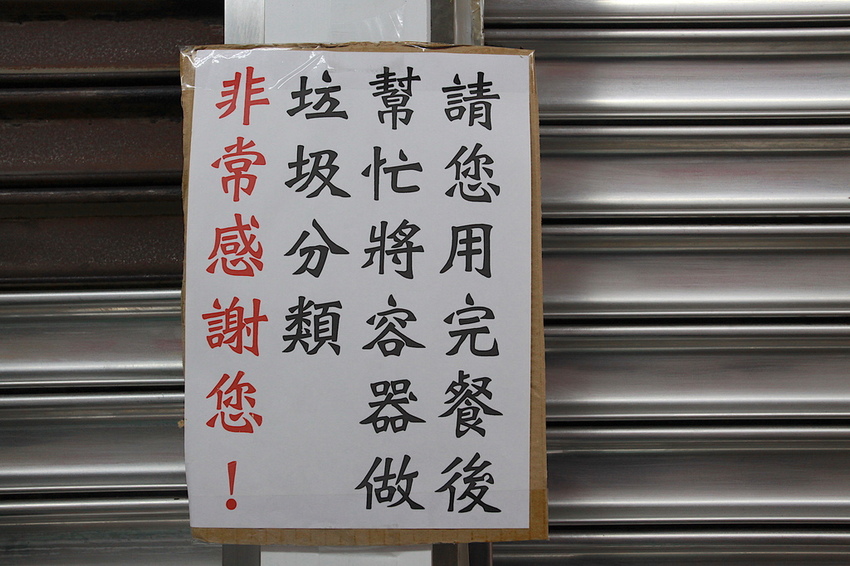 請您用完餐後
幫忙將容器做
垃圾分類
非常感謝您！